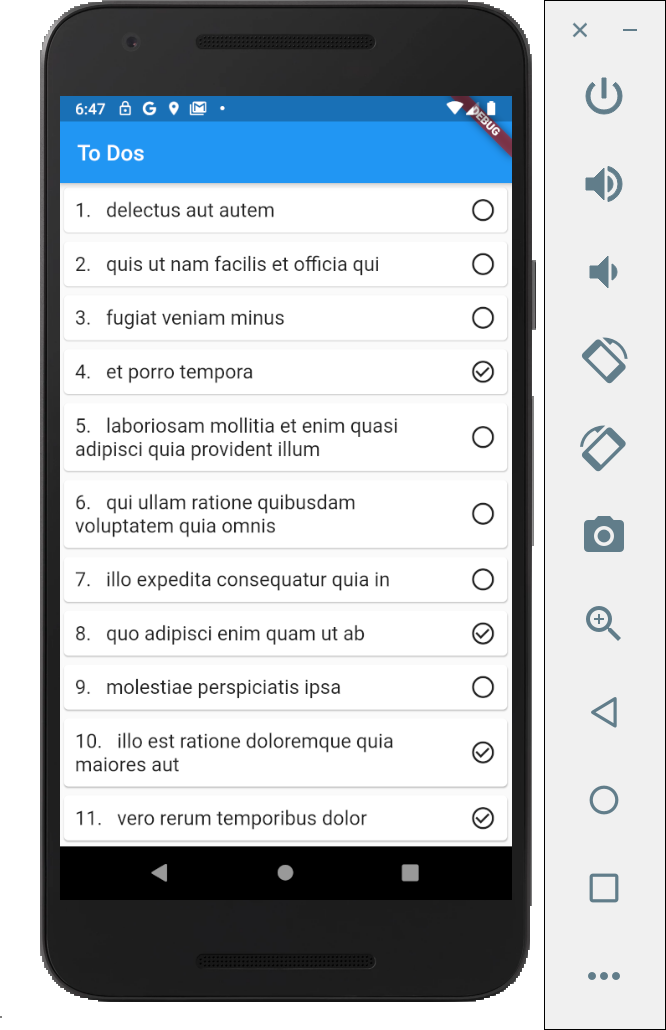 6:47
DEBUG
To Dos
1. delectus aut autem
2. quis ut nam facilis et officia qui
3. fugiat veniam minus
4. et porro tempora
5. laboriosam mollitia et enim quasi
adipisci quia provident illum
6. qui ullam ratione quibusdam
voluptatem quia omnis
7. illo expedita consequatur quia in
8. quo adipisci enim quam ut ab
9. molestiae perspiciatis ipsa
10. illo est ratione doloremque quia
maiores aut
11. vero rerum temporibus dolor